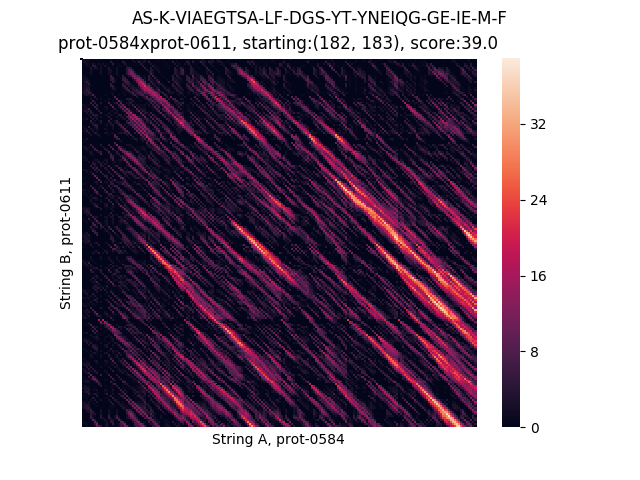 AS-K-VIAEGTSA-LF-DGS-YT-YNEIQG-GE-IE-M-F
prot-0584xprot-0611, starting:(182, 183), score:39.0
String B, prot-0611
String A, prot-0584
32
24
16
8
0